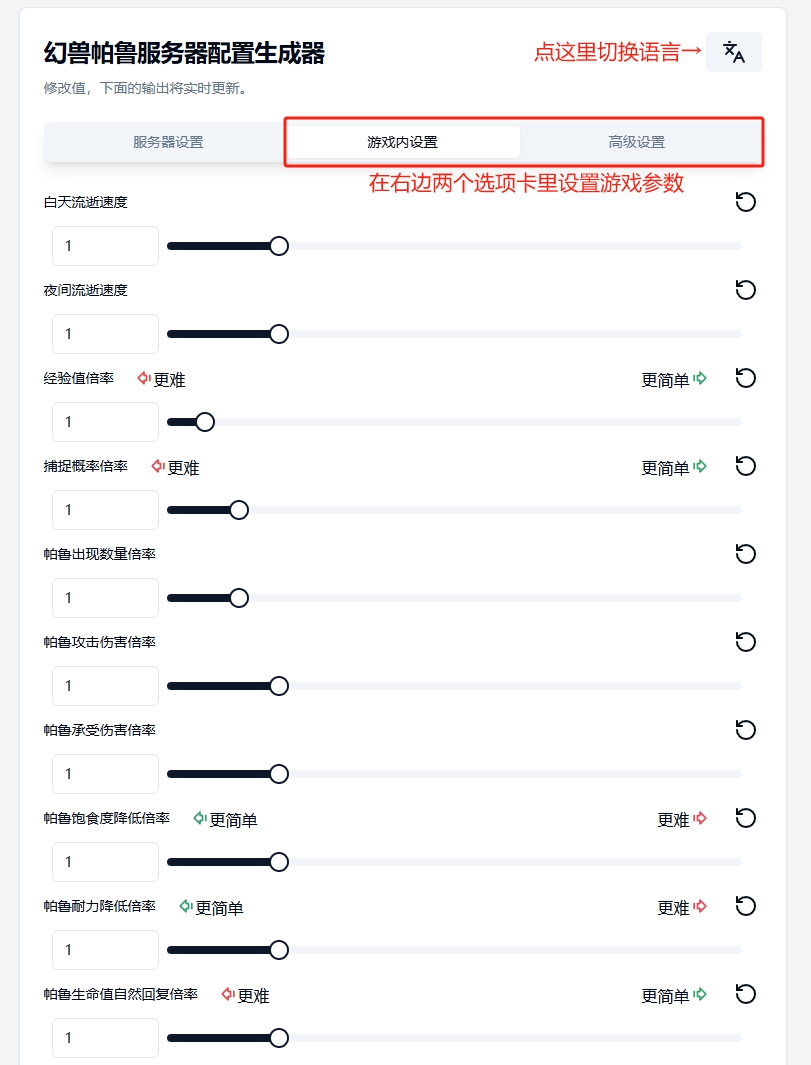 幻兽帕鲁服务器配置生成器
点这里切换语言→
修改值，下面的输出将实时更新。
服务器设置 游戏内设置 高级设置
在右边两个选项卡里设置游戏参数
白天流逝速度
1
夜间流逝速度
1
经验值倍率 更难 更简单
1
捕捉概率倍率 更难 更简单
1
帕鲁出现数量倍率
1
帕鲁攻击伤害倍率
1
帕鲁承受伤害倍率
1
帕鲁饱食度降低倍率 更简单 更难
1
帕鲁耐力降低倍率 更简单 更难
1
帕鲁生命值自然回复倍率 更难 更简单
1